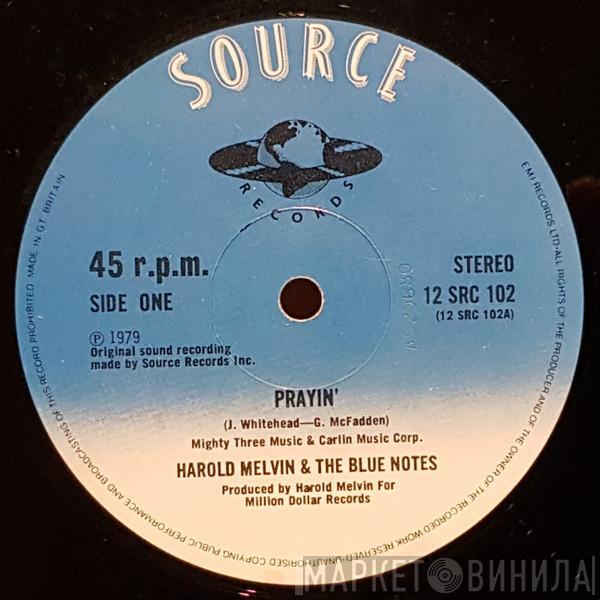 SOURCE
RECORDS
45 r.p.m.
SIDE ONE
STEREO
12 SRC 102
(12 SRC 102A)
℗ 1979
Original sound recording
made by Source Records Inc.
PRAYIN'
(J. Whitehead—G. McFadden)
Mighty Three Music & Carlin Music Corp.
HAROLD MELVIN & THE BLUE NOTES
Produced by Harold Melvin For
Million Dollar Records
EMI RECORDS LTD·ALL RIGHTS OF THE PRODUCER AND OF THE OWNER OF THE RECORDED WORK RESERVED·UNAUTHORISED COPYING PUBLIC PERFORMANCE AND BROADCASTING OF THIS RECORD PROHIBITED MADE IN GT. BRITAIN
МАРКЕТ ВИНИЛА